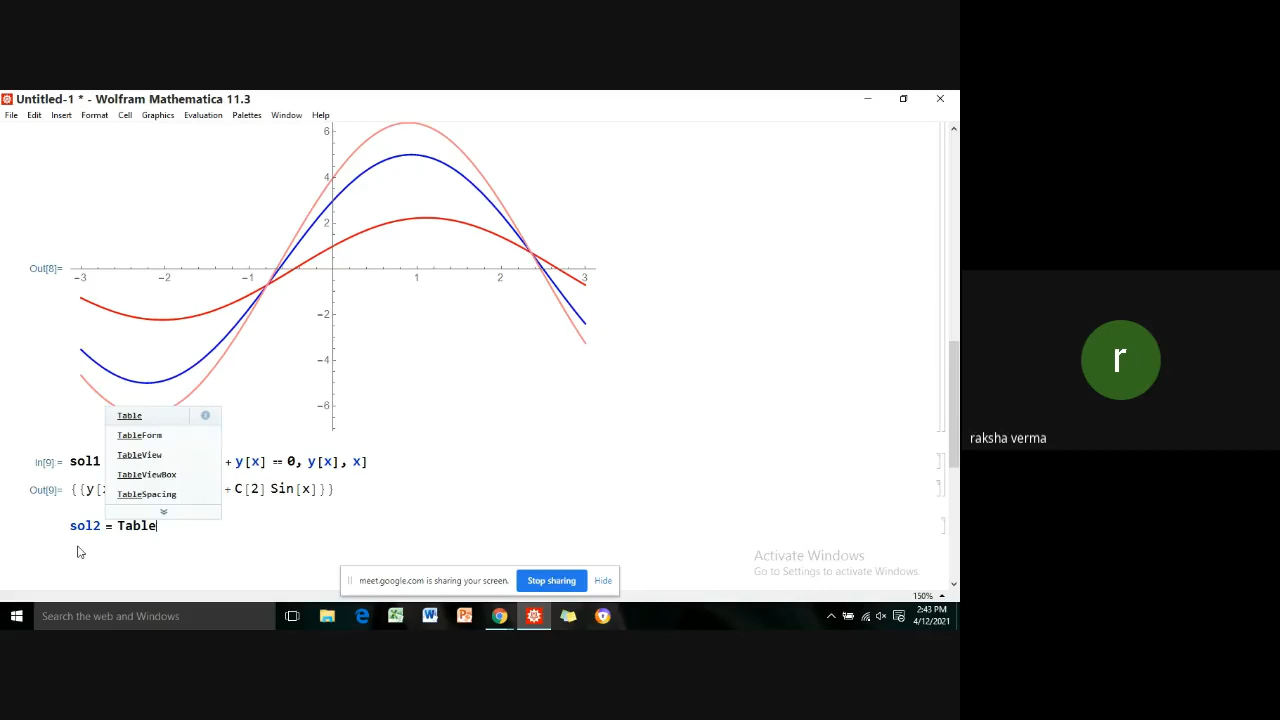 Untitled-1 * - Wolfram Mathematica 11.3
File Edit Insert Format Cell Graphics Evaluation Palettes Window Help
6
4
2
Out[8]= -3 -2 -1 1 2 3
-2
-4
-6
Table
TableForm
TableView
TableViewBox
TableSpacing
In[9]:= sol1 + y[x] == 0, y[x], x]
Out[9]= {{y[x + C[2] Sin[x]}}
sol2 = Table
Activate Windows
Go to Settings to activate Windows.
meet.google.com is sharing your screen. Stop sharing Hide
150%
Search the web and Windows
2:43 PM
4/12/2021
r
raksha verma